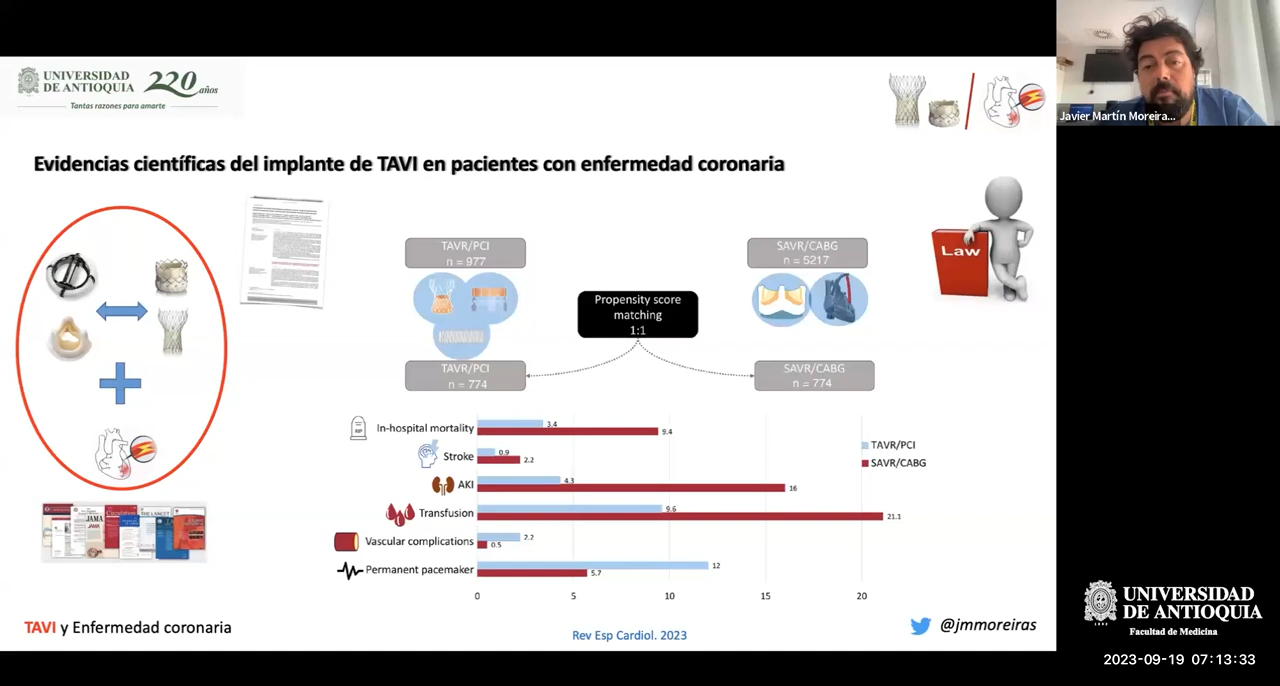 UNIVERSIDAD
DE ANTIOQUIA
220 años
Tantas razones para amarte
Javier Martín Moreira...
Evidencias científicas del implante de TAVI en pacientes con enfermedad coronaria
TAVR/PCI
n = 977
SAVR/CABG
n = 5217
Law
Propensity score
matching
1:1
TAVR/PCI
n = 774
SAVR/CABG
n = 774
RIP
In-hospital mortality
3.4
9.4
Stroke
0.9
2.2
AKI
4.3
16
Transfusion
9.6
21.1
Vascular complications
2.2
0.5
Permanent pacemaker
12
5.7
0
5
10
15
20
TAVR/PCI
SAVR/CABG
Circulation
JAMA
THE LANCET
TAVI y Enfermedad coronaria
Rev Esp Cardiol. 2023
@jmmoreiras
UNIVERSIDAD
DE ANTIOQUIA
Facultad de Medicina
2023-09-19 07:13:33